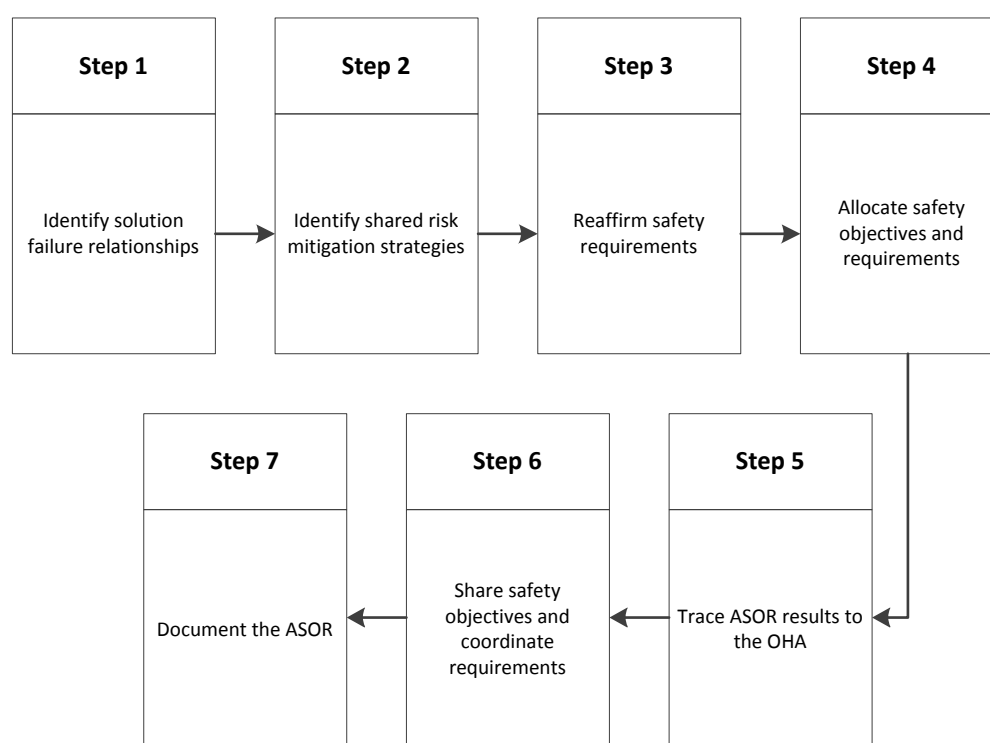 Step 1
Identify solution
failure relationships
Step 2
Identify shared risk
mitigation strategies
Step 3
Reaffirm safety
requirements
Step 4
Allocate safety
objectives and
requirements
Step 5
Trace ASOR results to
the OHA
Step 6
Share safety
objectives and
coordinate
requirements
Step 7
Document the ASOR